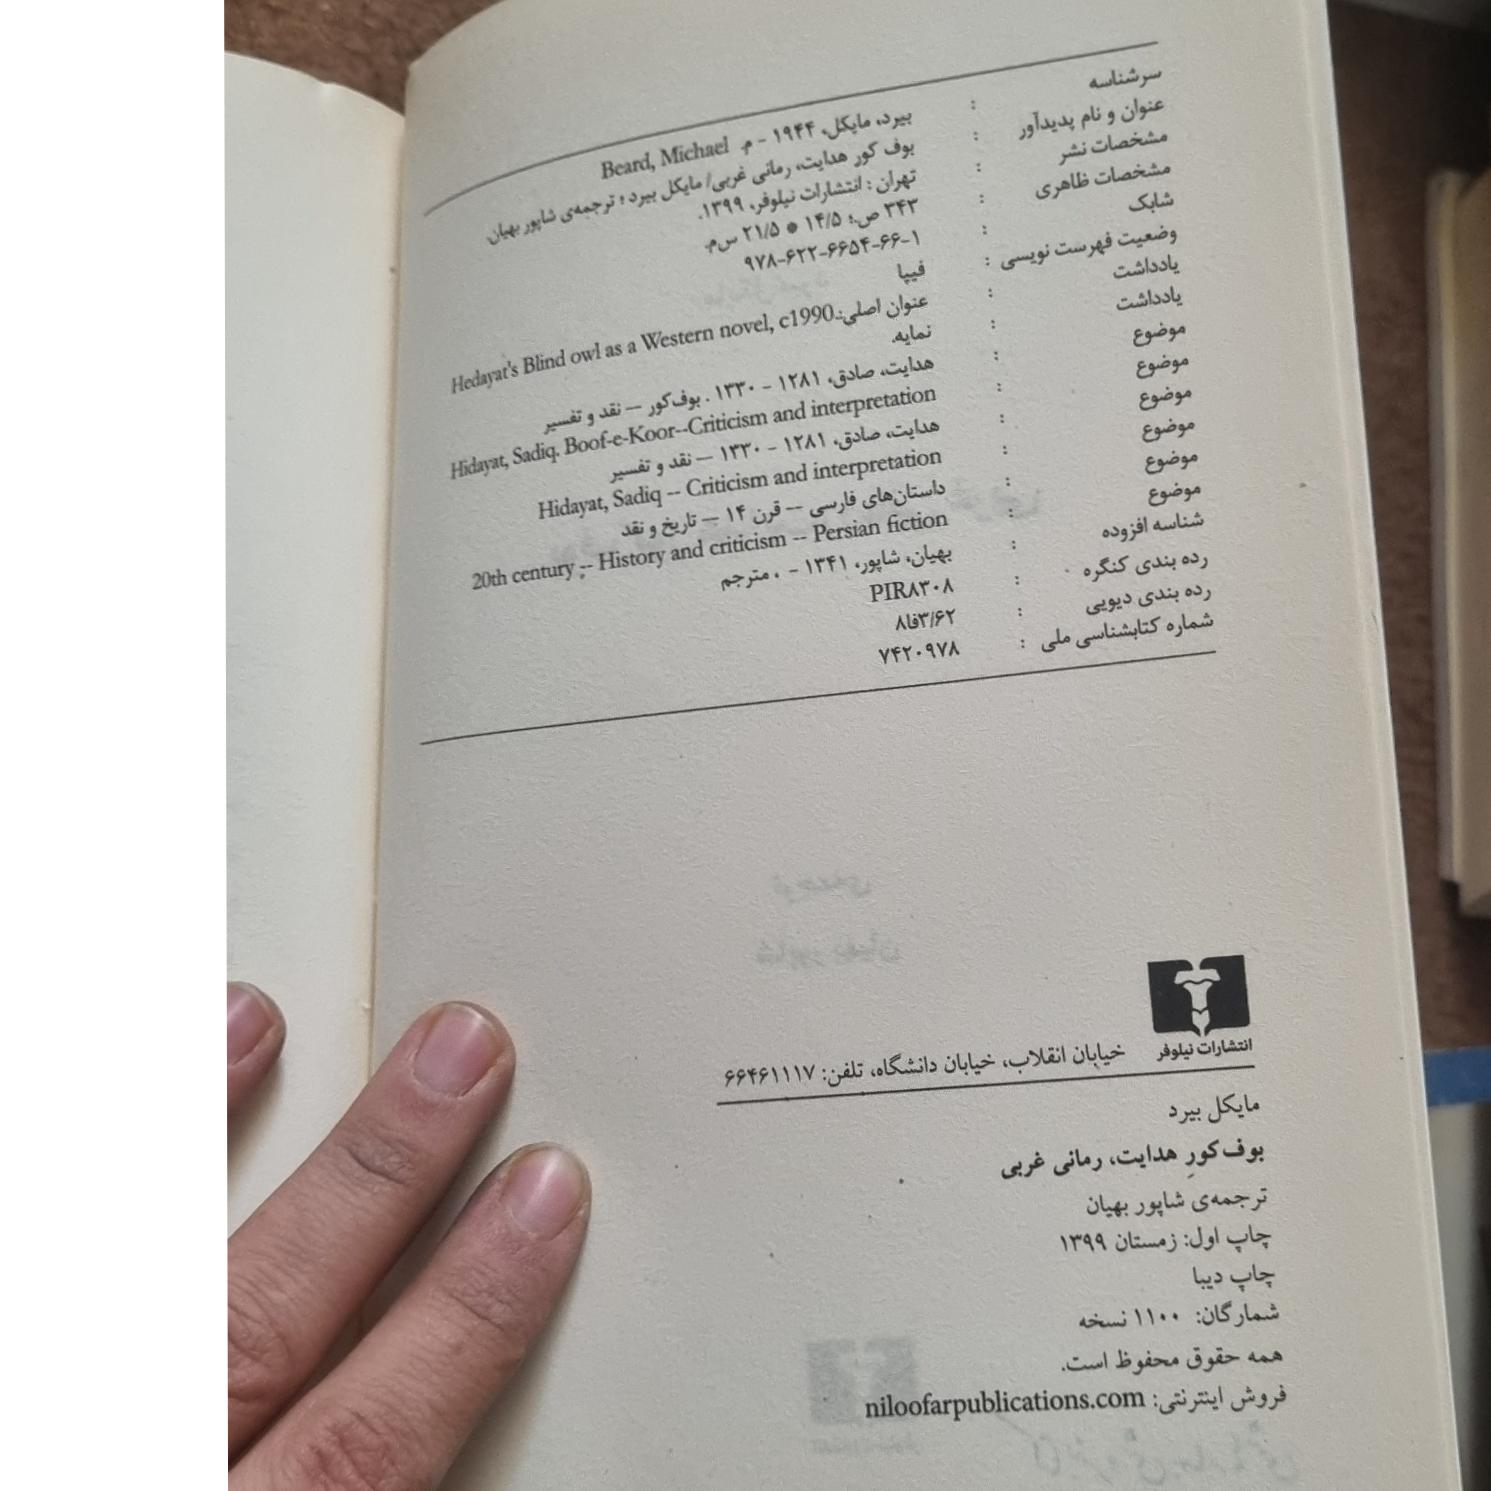 سرشناسه : بیرد، مایکل، ۱۹۴۴ - م. Beard, Michael
عنوان و نام پدیدآور : بوف کور هدایت، رمانی غربی/ مایکل بیرد ؛ ترجمه‌ی شاپور بهیان.
مشخصات نشر : تهران : انتشارات نیلوفر، ۱۳۹۹.
مشخصات ظاهری : ۳۴۳ ص.؛ ۱۴/۵ * ۲۱/۵ س‌م.
شابک : ۹۷۸-۶۲۲-۶۶۵۴-۶۶-۱
وضعیت فهرست نویسی : فیپا
یادداشت : عنوان اصلی: Hedayat's Blind owl as a Western novel, c1990.
یادداشت : نمایه.
موضوع : هدایت، صادق، ۱۲۸۱ - ۱۳۳۰ . بوف‌کور -- نقد و تفسیر
موضوع : Hidayat, Sadiq. Boof-e-Koor--Criticism and interpretation
موضوع : هدایت، صادق، ۱۲۸۱ - ۱۳۳۰ -- نقد و تفسیر
موضوع : Hidayat, Sadiq -- Criticism and interpretation
موضوع : داستان‌های فارسی -- قرن ۱۴ -- تاریخ و نقد
موضوع : 20th century -- History and criticism -- Persian fiction
شناسه افزوده : بهیان، شاپور، ۱۳۴۱ - ، مترجم
رده بندی کنگره : PIR۸۳۰۸
رده بندی دیویی : ۸فا۳/۶۲
شماره کتابشناسی ملی : ۷۴۲۰۹۷۸
انتشارات نیلوفر
خیابان انقلاب، خیابان دانشگاه، تلفن: ۶۶۴۶۱۱۱۷
مایکل بیرد
بوف‌کورِ هدایت، رمانی غربی
ترجمه‌ی شاپور بهیان
چاپ اول: زمستان ۱۳۹۹
چاپ دیبا
شمارگان: ۱۱۰۰ نسخه
همه حقوق محفوظ است.
فروش اینترنتی: niloofarpublications.com